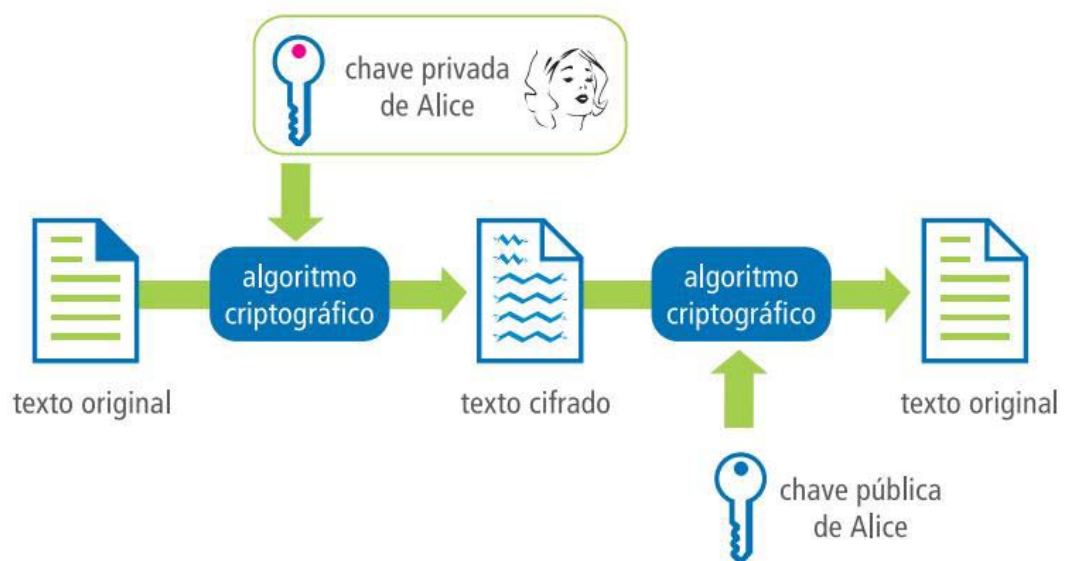 chave privada
de Alice
algoritmo
criptográfico
algoritmo
criptográfico
texto original
texto cifrado
texto original
chave pública
de Alice